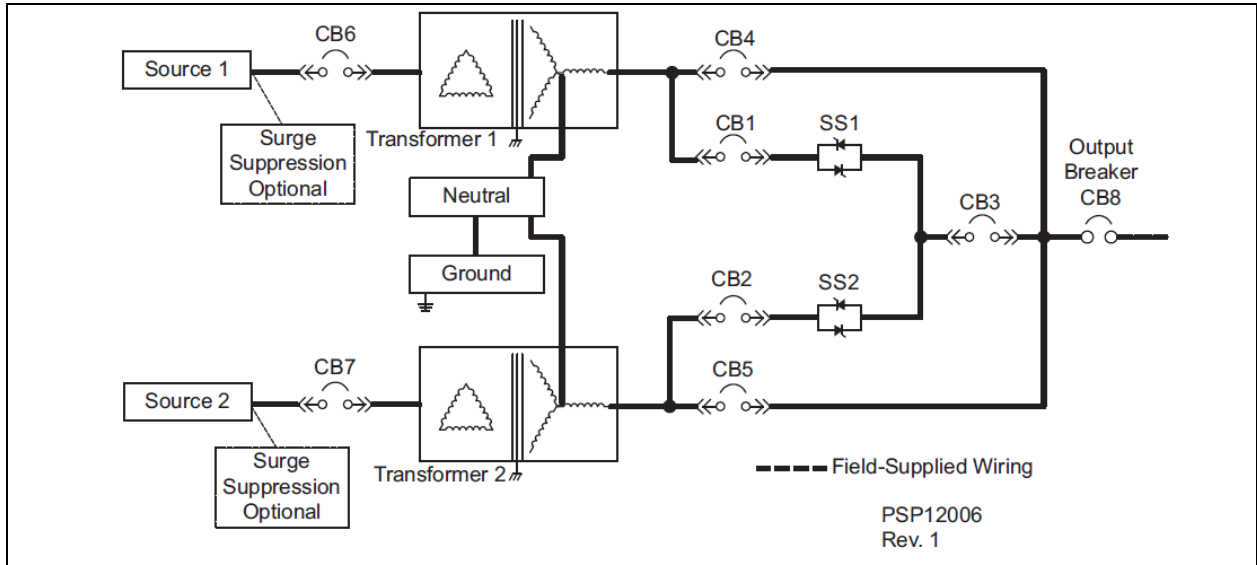 CB6
Source 1
Surge
Suppression
Optional
Transformer 1
CB4
CB1
SS1
Output
Breaker
CB8
CB3
Neutral
Ground
CB2
SS2
CB7
CB5
Source 2
Surge
Suppression
Optional
Transformer 2
Field-Supplied Wiring
PSP12006
Rev. 1